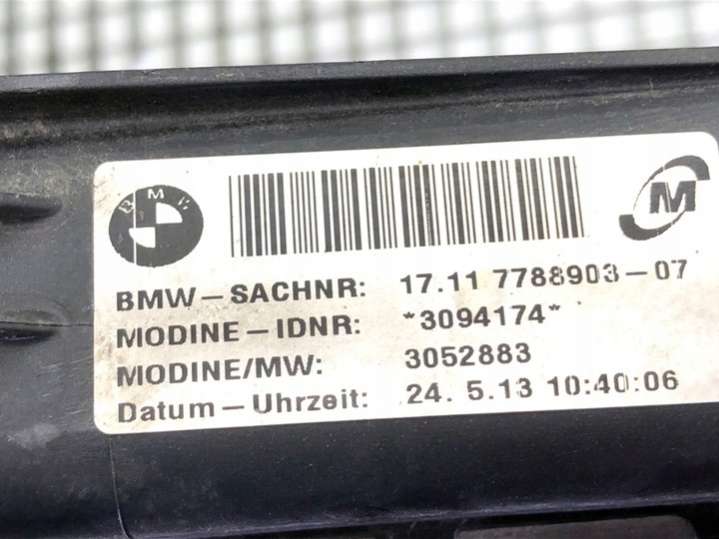 BMW
M
BMW-SACHNR: 17.11 7788903-07
MODINE-IDNR: *3094174*
MODINE/MW: 3052883
Datum-Uhrzeit: 24. 5.13 10:40:06